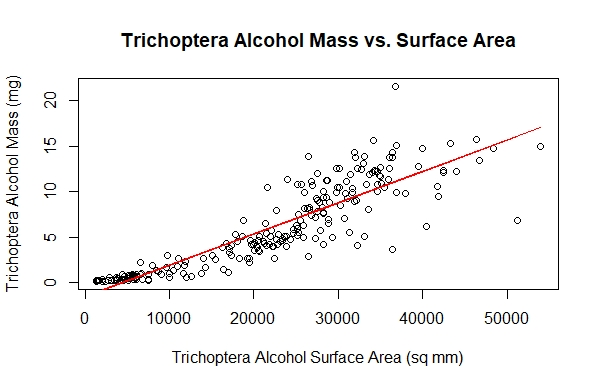 Trichoptera Alcohol Mass vs. Surface Area
Trichoptera Alcohol Mass (mg)
20
15
10
5
0
0 10000 20000 30000 40000 50000
Trichoptera Alcohol Surface Area (sq mm)